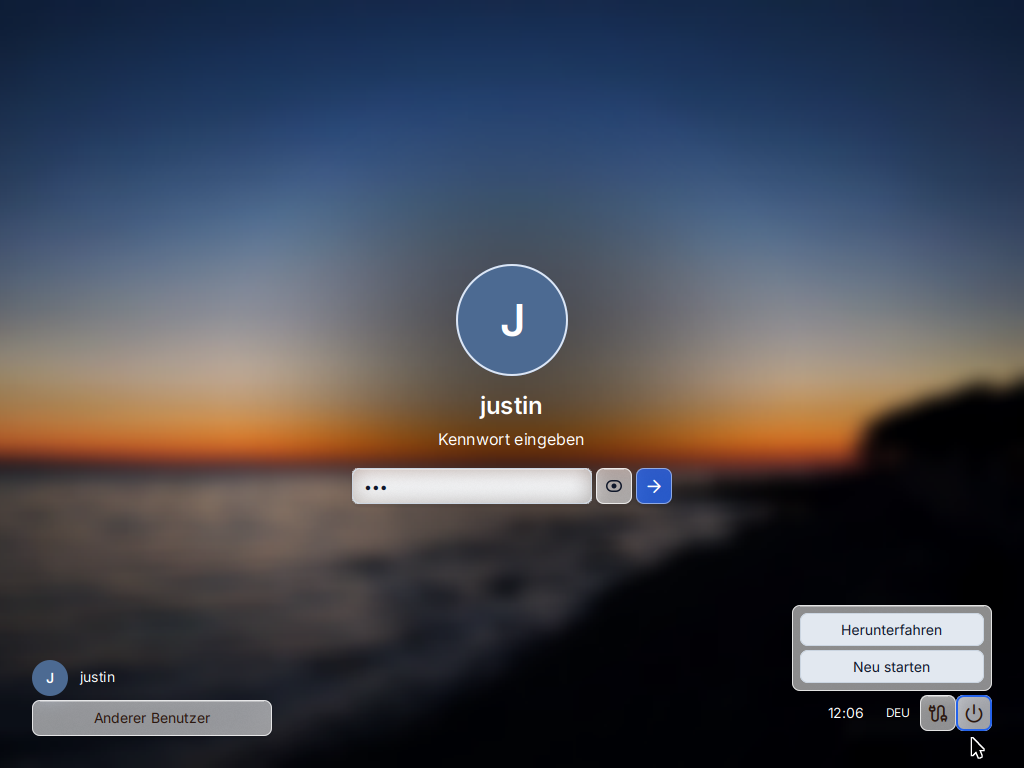 J
justin
Kennwort eingeben
•••
Herunterfahren
Neu starten
J justin
Anderer Benutzer
12:06 DEU